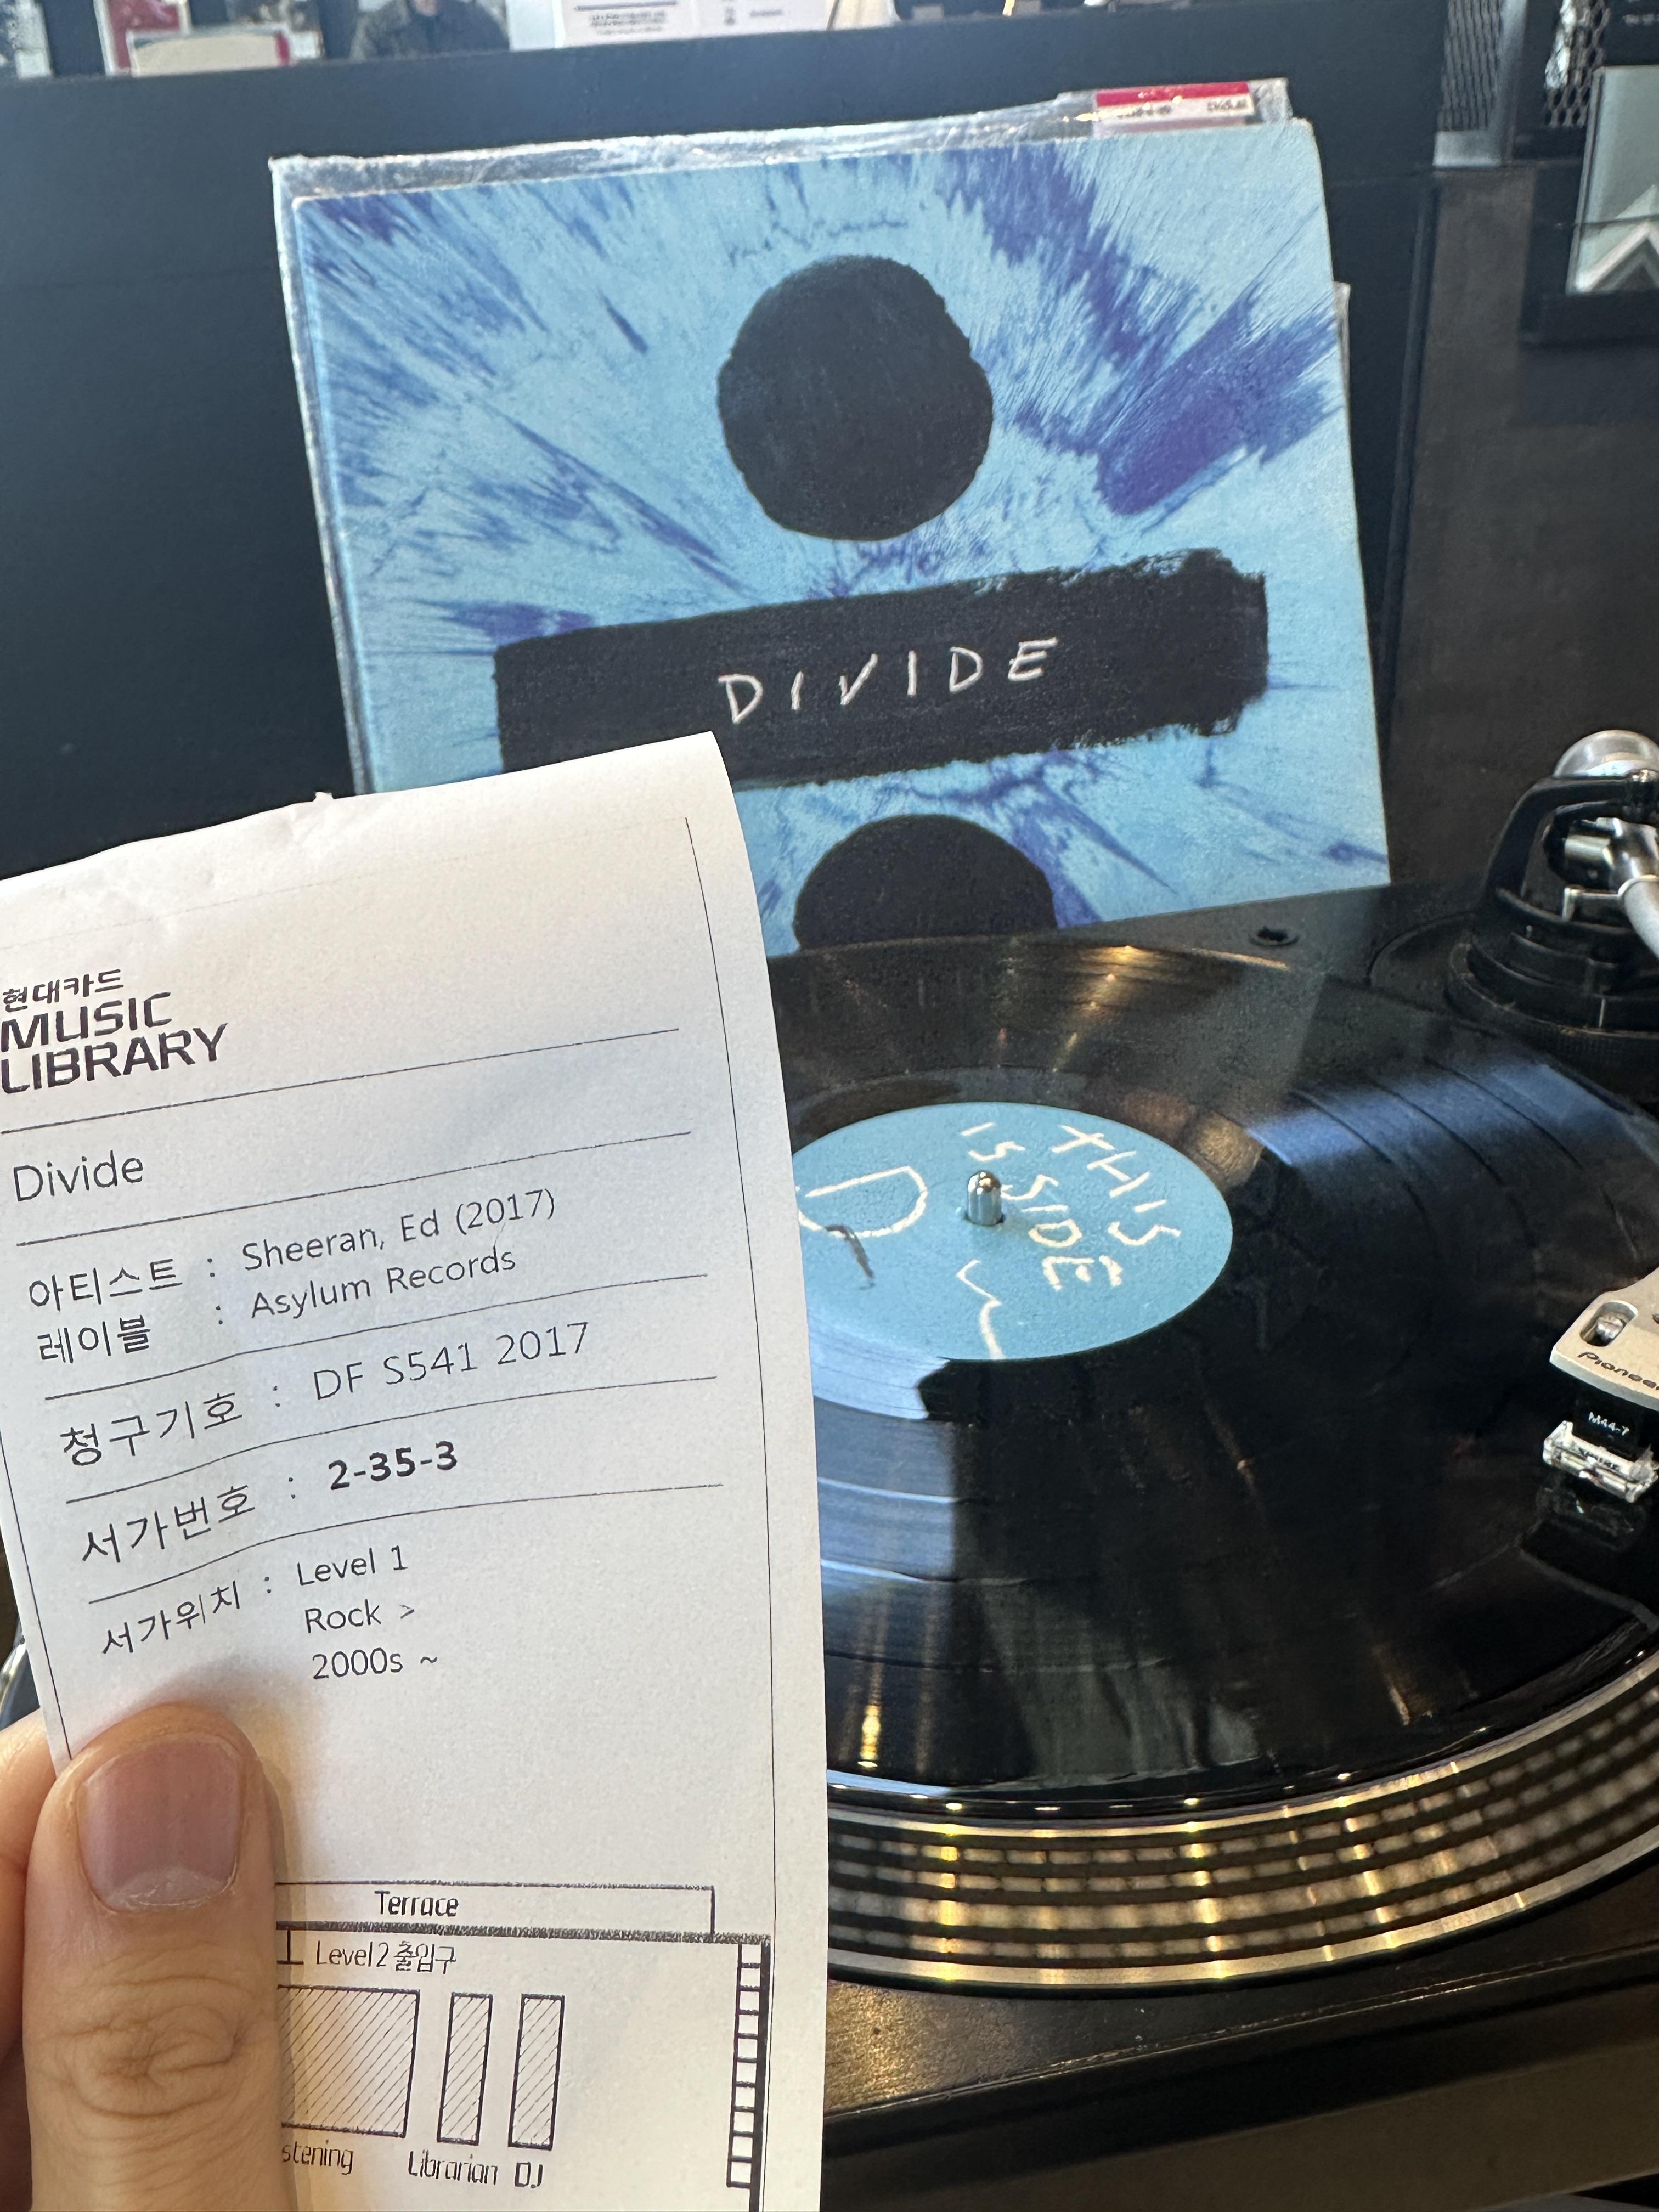 DIVIDE
현대카드
MUSIC
LIBRARY
Divide
아티스트 : Sheeran, Ed (2017)
레이블 : Asylum Records
청구기호 : DF S541 2017
서가번호 : 2-35-3
서가위치 : Level 1
Rock >
2000s ~
Terrace
Level2 출입구
stening
Librarian DJ
THIS
IS SIDE
D
Pioneer
M44-7